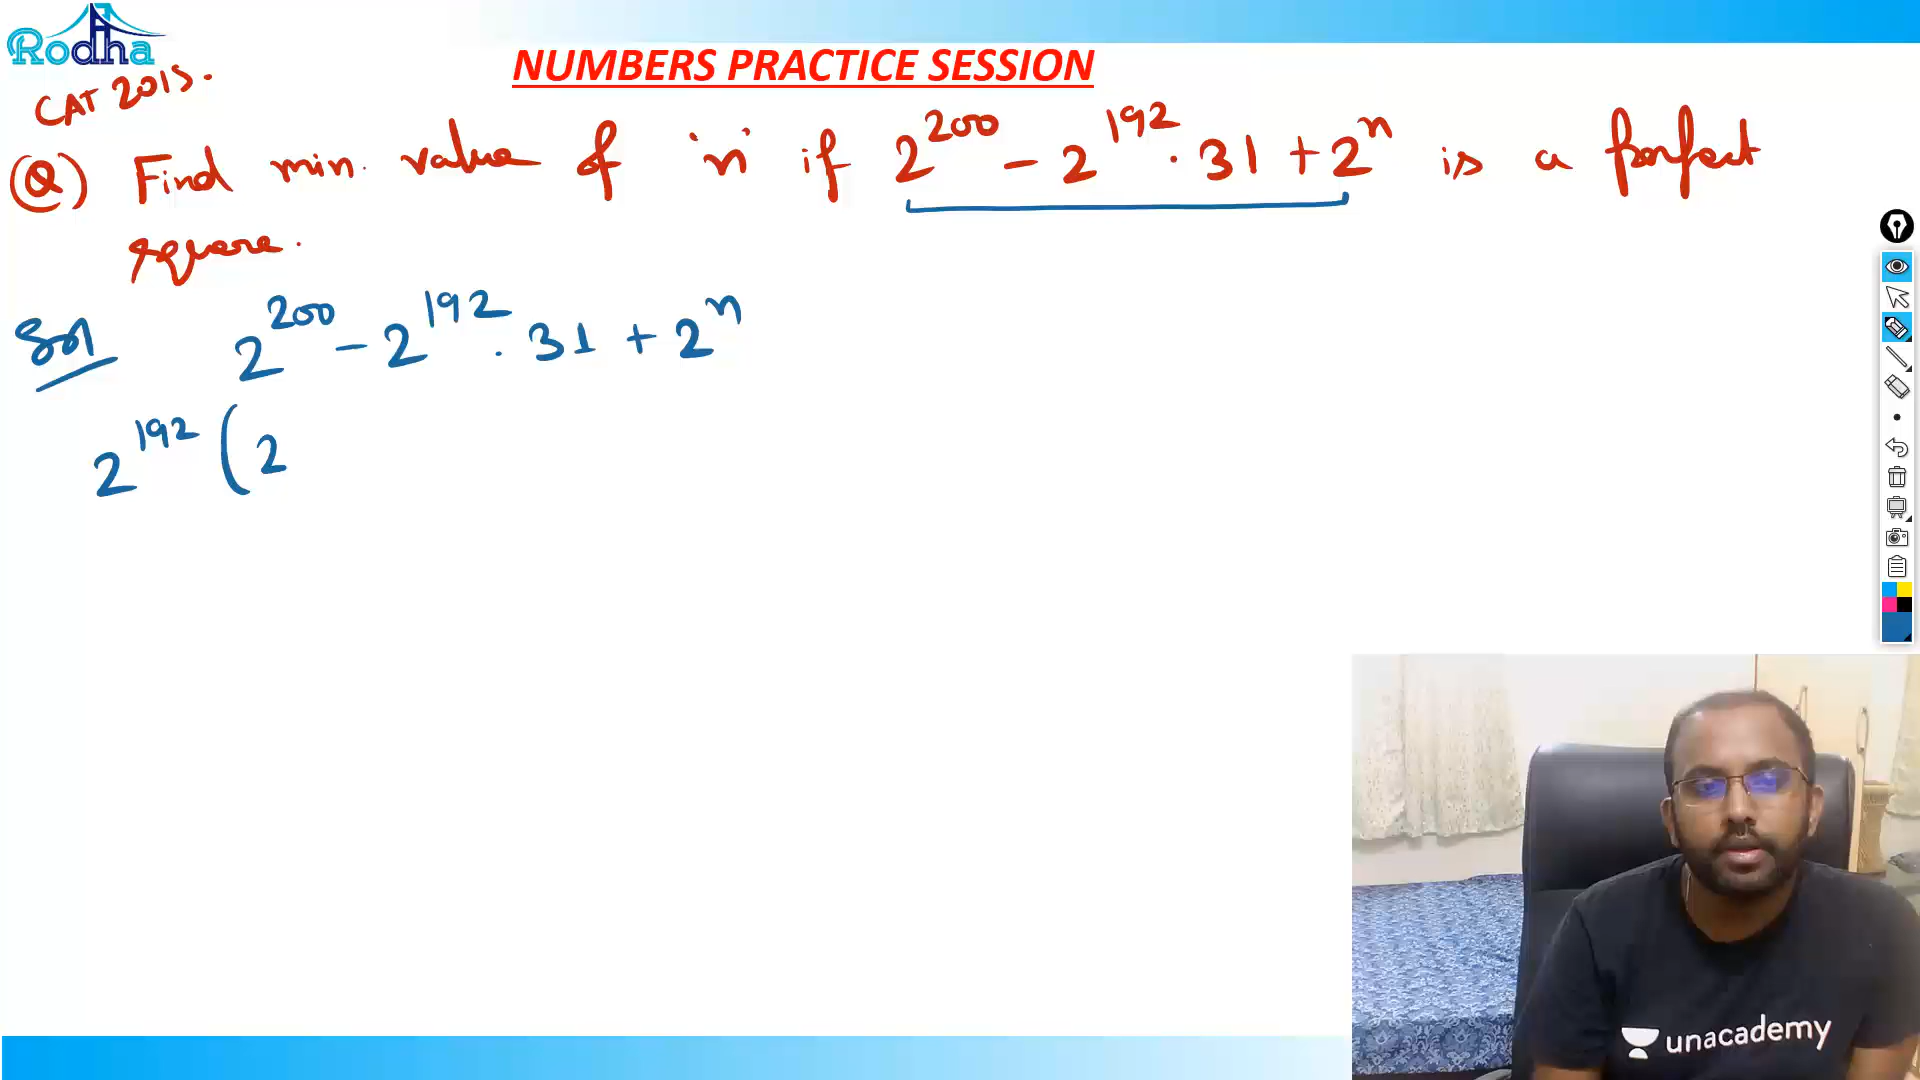 Rodha
NUMBERS PRACTICE SESSION
CAT 2015.
(Q) Find min. value of 'n' if 2^200 - 2^192 . 31 + 2^n is a perfect
square.
Sol 2^200 - 2^192 . 31 + 2^n
2^192 (2
unacademy